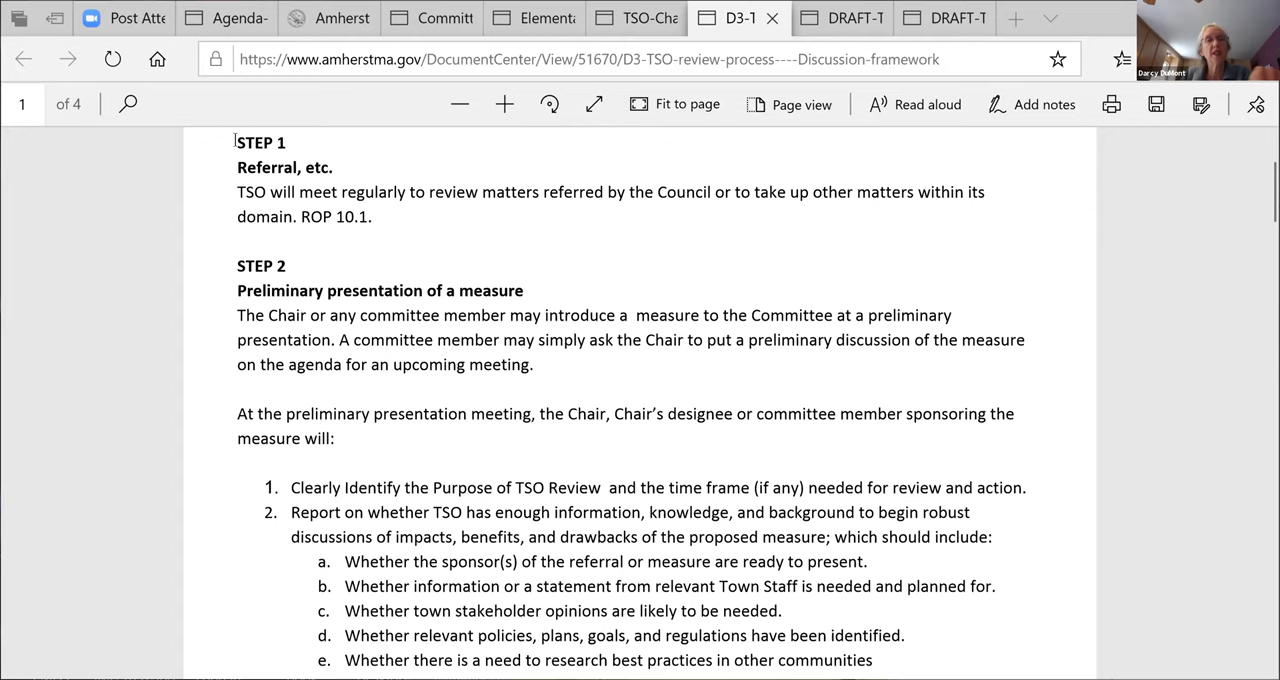 Post Atte
Agenda-
Amherst
Committ
Elementa
TSO-Cha
D3-T
DRAFT-T
DRAFT-T
https://www.amherstma.gov/DocumentCenter/View/51670/D3-TSO-review-process----Discussion-framework
Darcy DuMont
1 of 4
Fit to page
Page view
Read aloud
Add notes
STEP 1
Referral, etc.
TSO will meet regularly to review matters referred by the Council or to take up other matters within its
domain. ROP 10.1.
STEP 2
Preliminary presentation of a measure
The Chair or any committee member may introduce a measure to the Committee at a preliminary
presentation. A committee member may simply ask the Chair to put a preliminary discussion of the measure
on the agenda for an upcoming meeting.
At the preliminary presentation meeting, the Chair, Chair's designee or committee member sponsoring the
measure will:
1. Clearly Identify the Purpose of TSO Review and the time frame (if any) needed for review and action.
2. Report on whether TSO has enough information, knowledge, and background to begin robust
discussions of impacts, benefits, and drawbacks of the proposed measure; which should include:
a. Whether the sponsor(s) of the referral or measure are ready to present.
b. Whether information or a statement from relevant Town Staff is needed and planned for.
c. Whether town stakeholder opinions are likely to be needed.
d. Whether relevant policies, plans, goals, and regulations have been identified.
e. Whether there is a need to research best practices in other communities